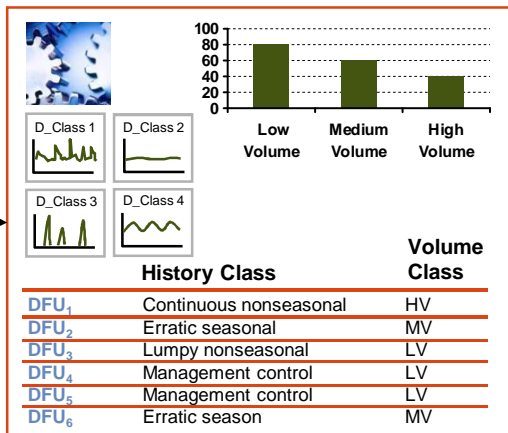 100
80
60
40
20
0
Low Volume
Medium Volume
High Volume
D_Class 1
D_Class 2
D_Class 3
D_Class 4
History Class
Volume Class
DFU1 Continuous nonseasonal HV
DFU2 Erratic seasonal MV
DFU3 Lumpy nonseasonal LV
DFU4 Management control LV
DFU5 Management control LV
DFU6 Erratic season MV